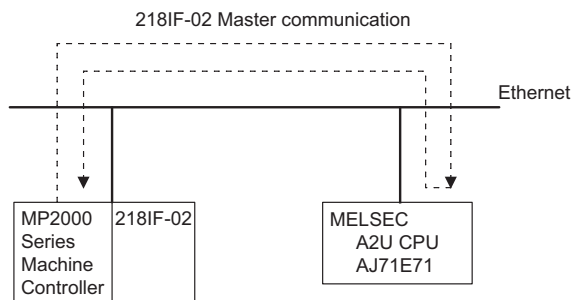 218IF-02 Master communication
Ethernet
MP2000
Series
Machine
Controller
218IF-02
MELSEC
A2U CPU
AJ71E71